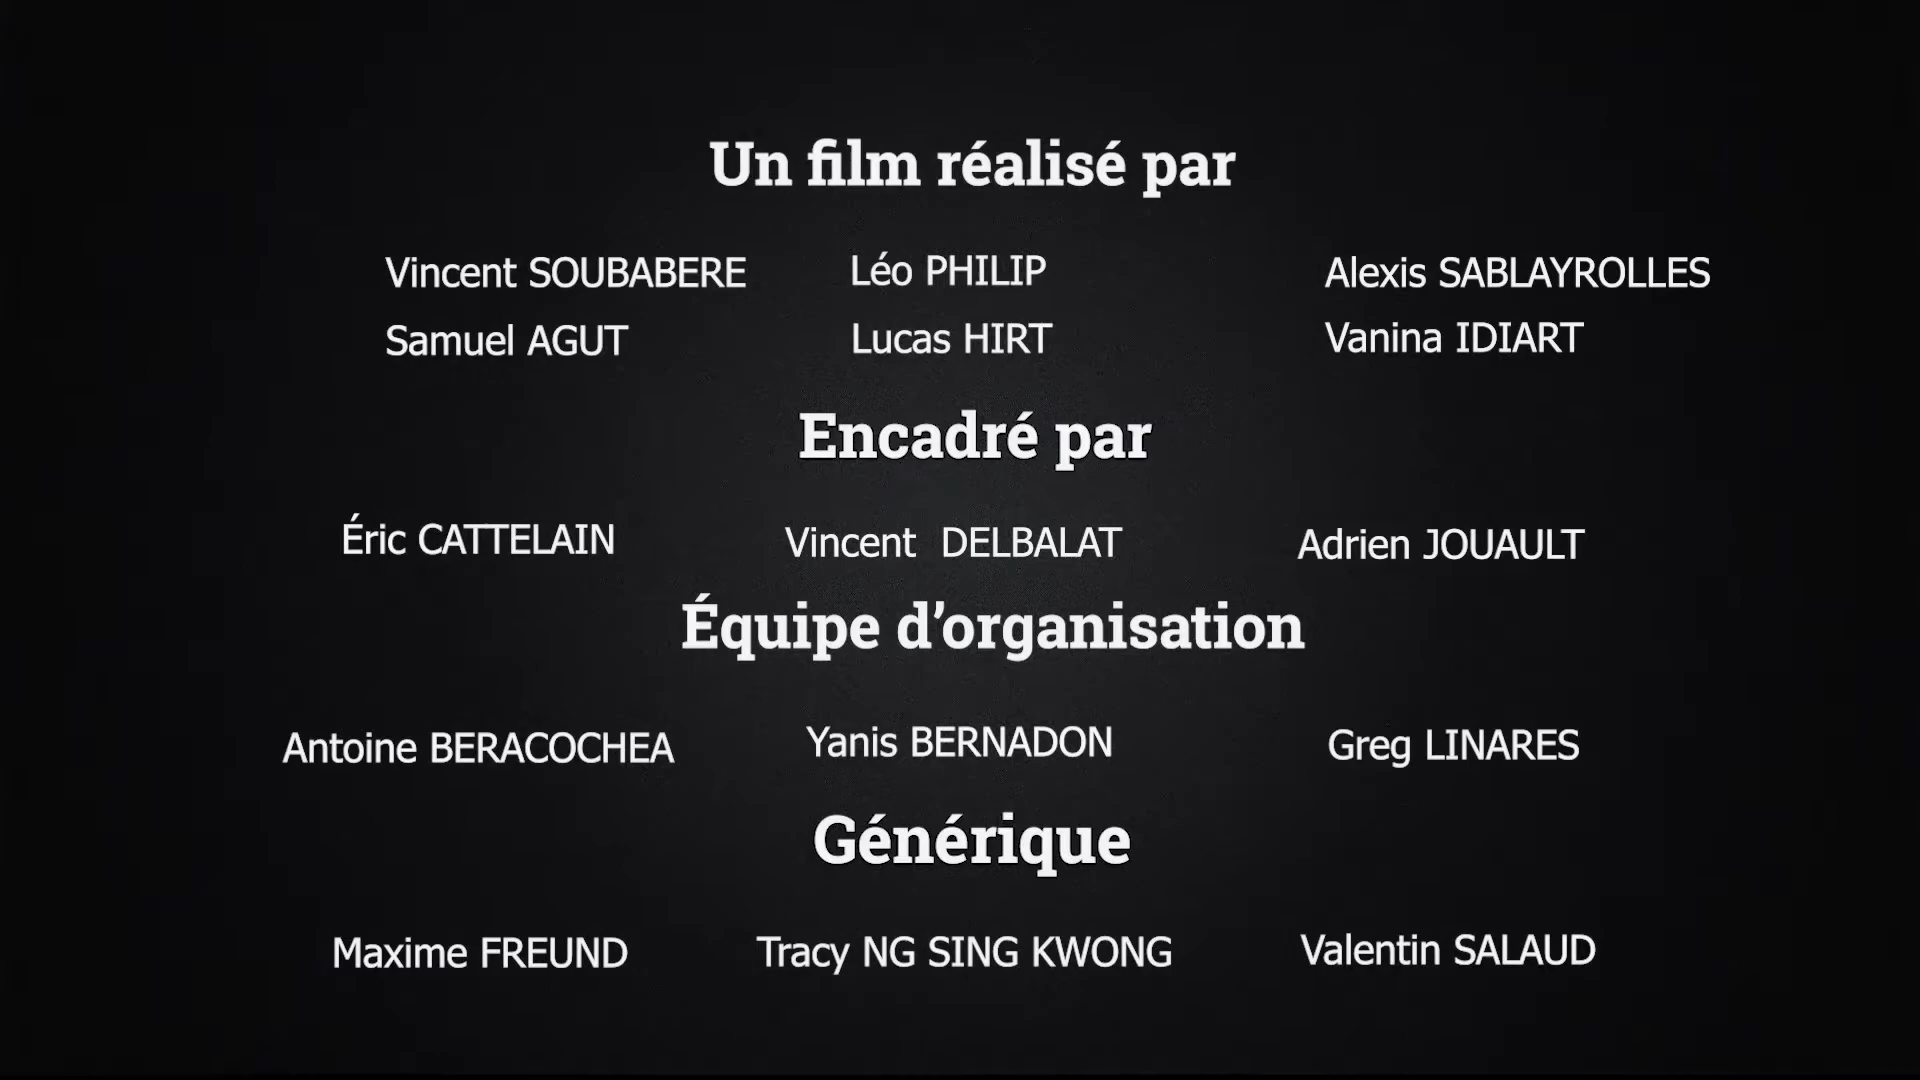 Un film réalisé par
Vincent SOUBABERE Léo PHILIP Alexis SABLAYROLLES
Samuel AGUT Lucas HIRT Vanina IDIART
Encadré par
Éric CATTELAIN Vincent DELBALAT Adrien JOUAULT
Équipe d’organisation
Antoine BERACOCHEA Yanis BERNADON Greg LINARES
Générique
Maxime FREUND Tracy NG SING KWONG Valentin SALAUD